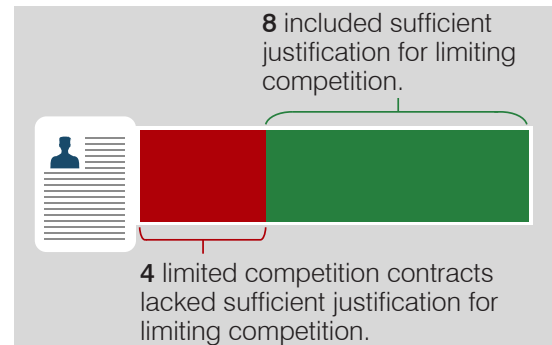 8 included sufficient
justification for limiting
competition.
4 limited competition contracts
lacked sufficient justification for
limiting competition.